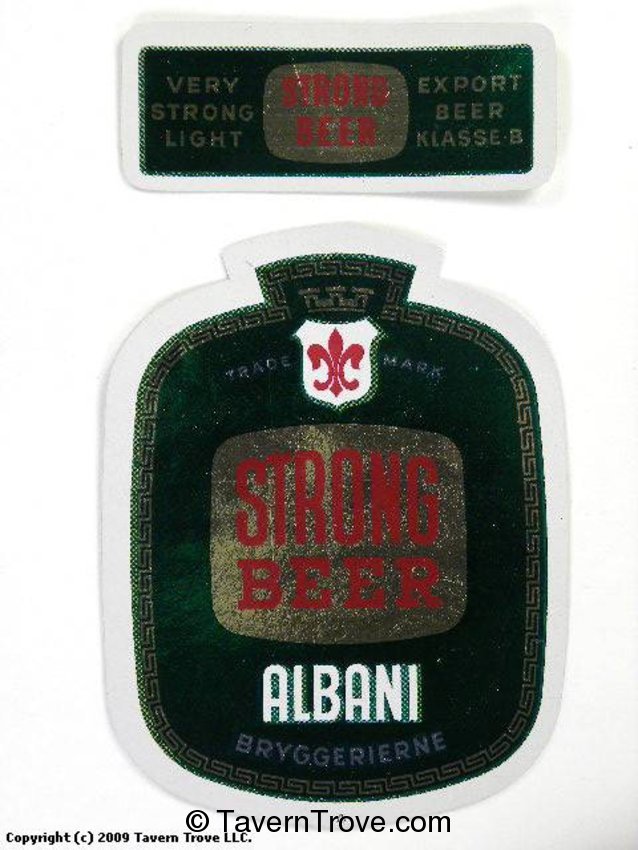 VERY STRONG EXPORT
STRONG BEER BEER
LIGHT KLASSE-B
TRADE MARK
STRONG
BEER
ALBANI
BRYGGERIERNE
© TavernTrove.com
Copyright (c) 2009 Tavern Trove LLC.